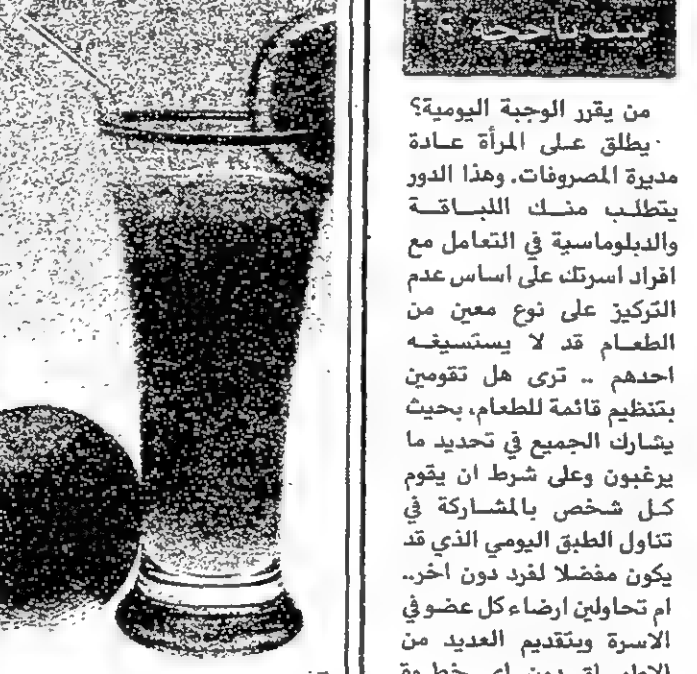 بيت ناجحة ؟
من يقرر الوجبة اليومية؟
يطلق على المرأة عادة
مديرة المصروفات. وهذا الدور
يتطلب منك اللباقة
والدبلوماسية في التعامل مع
افراد اسرتك على اساس عدم
التركيز على نوع معين من
الطعام قد لا يستسيغه
احدهم .. ترى هل تقومين
بتنظيم قائمة للطعام، بحيث
يشارك الجميع في تحديد ما
يرغبون وعلى شرط ان يقوم
كل شخص بالمشاركة في
تناول الطبق اليومي الذي قد
يكون مفضلا لفرد دون اخر..
ام تحاولين ارضاء كل عضو في
الاسرة وبتقديم العديد من